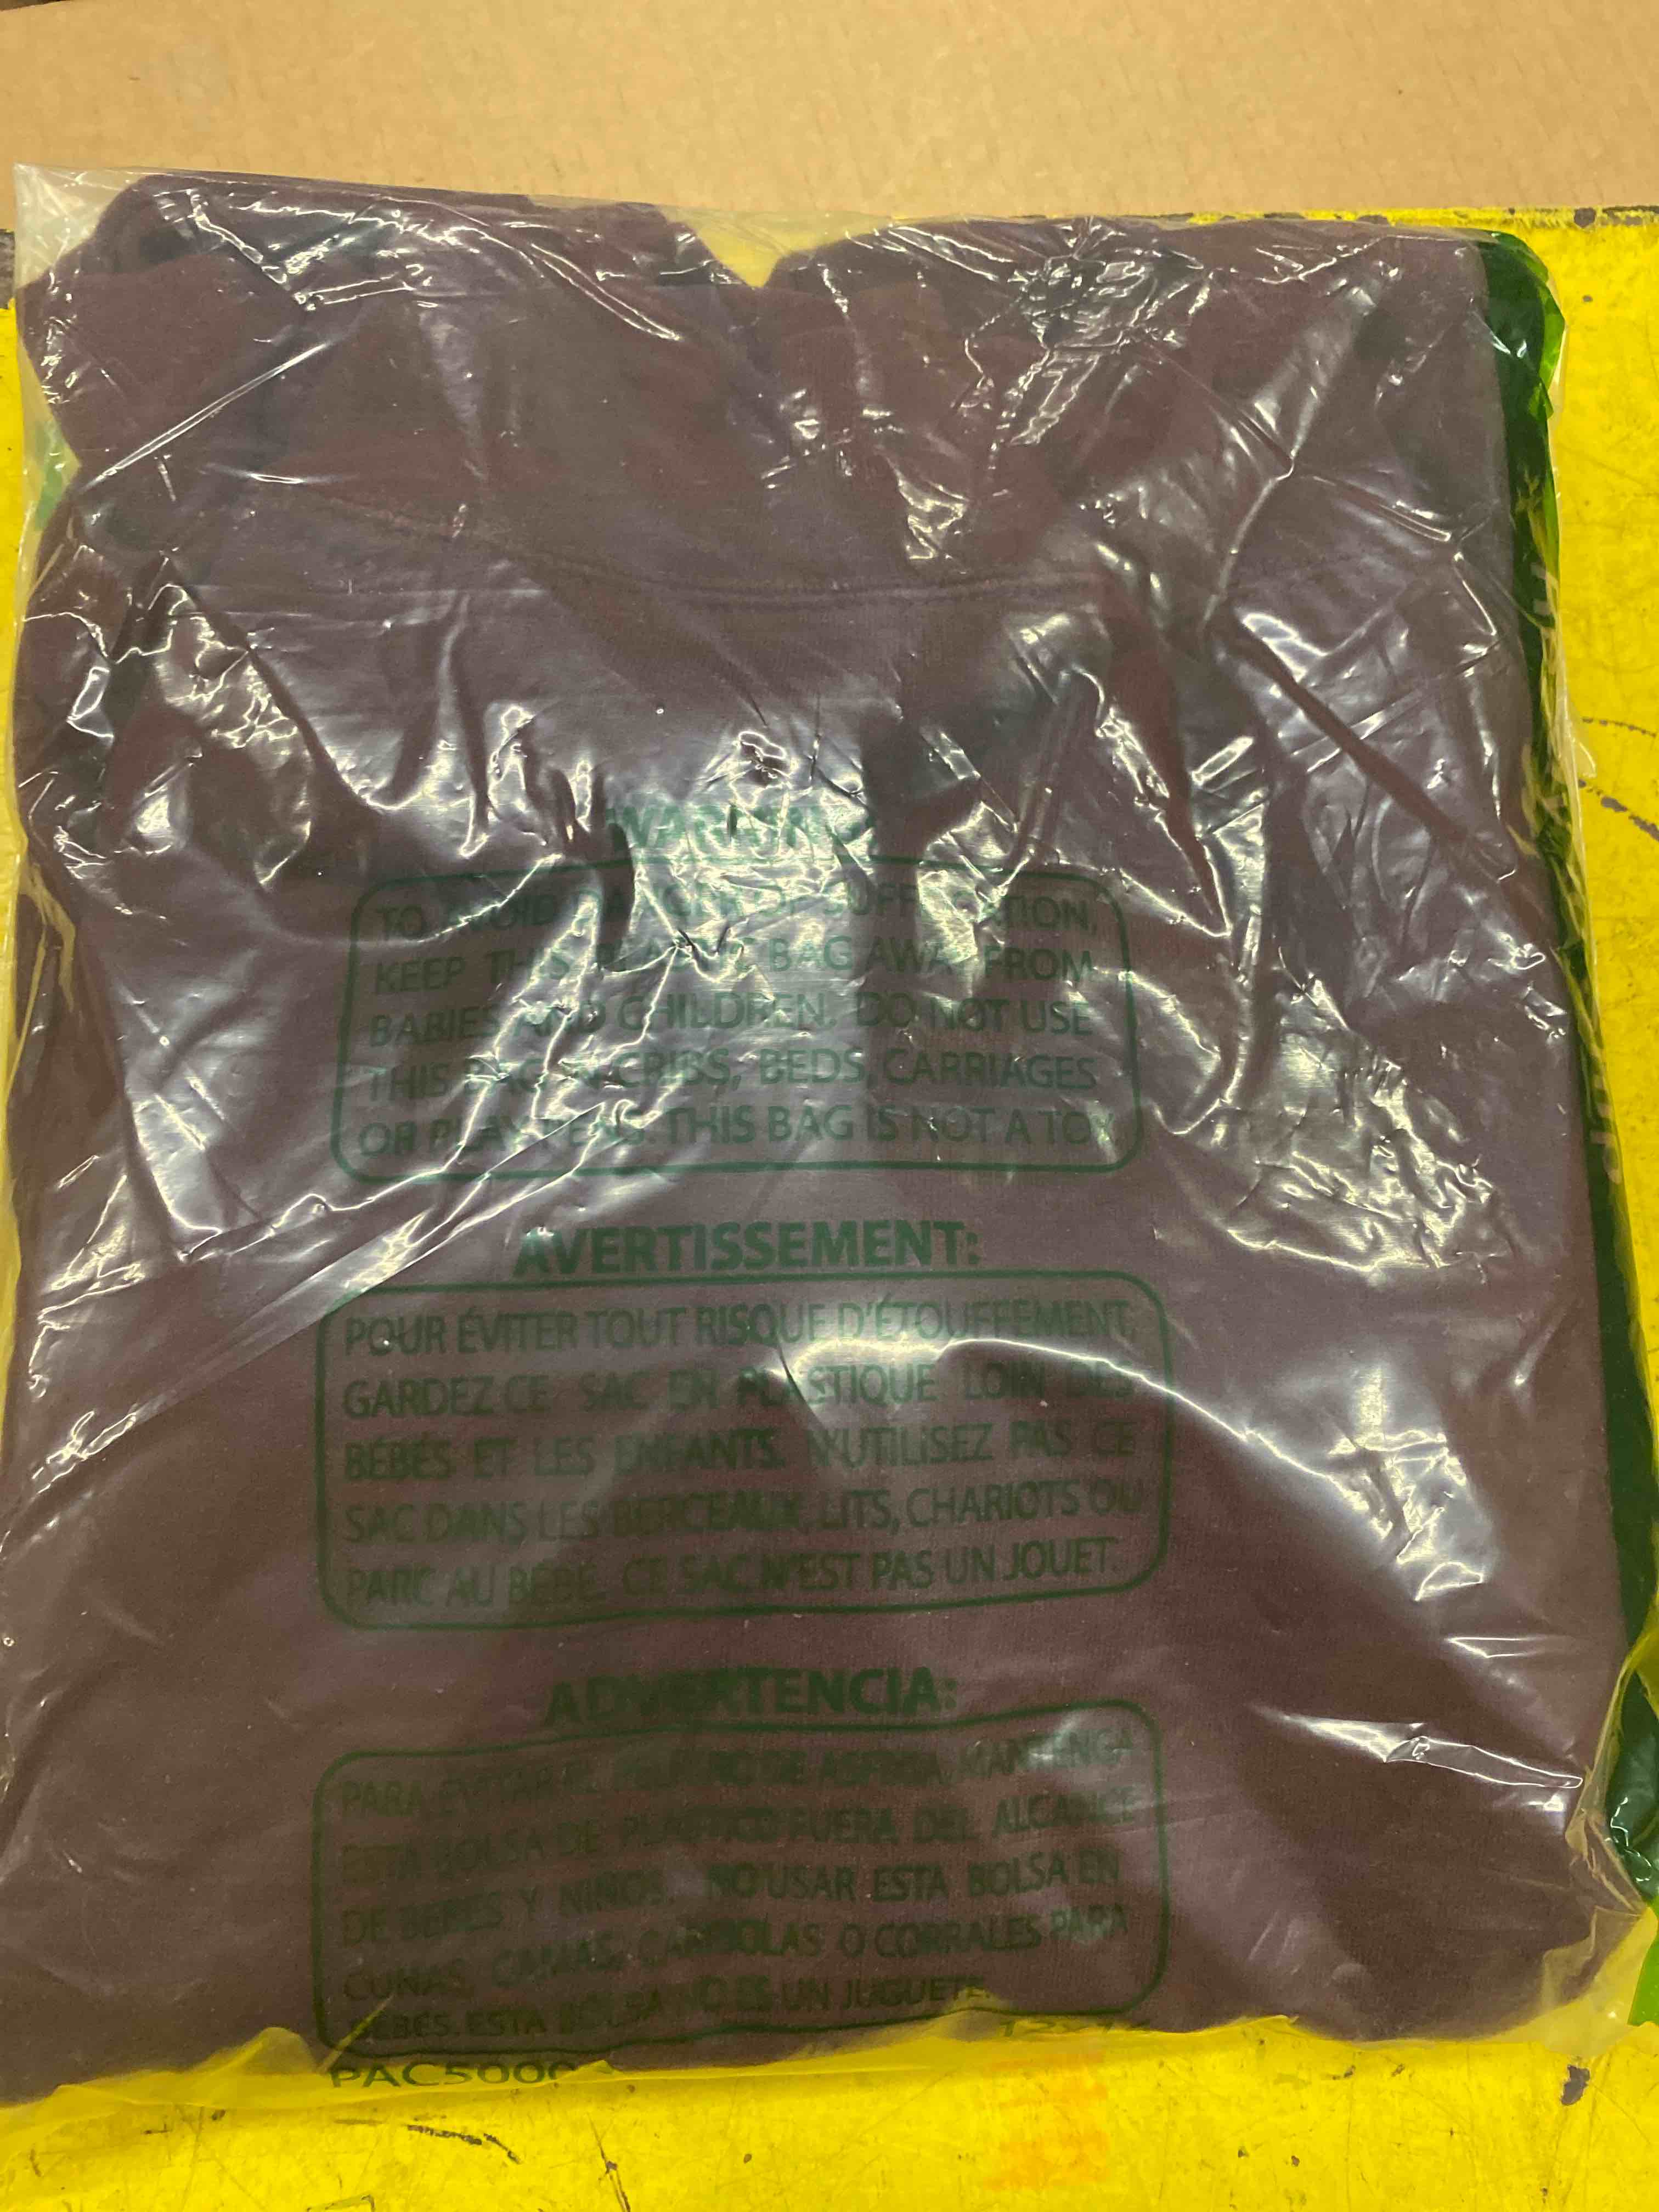 WARNING:
TO AVOID DANGER OF SUFFOCATION,
KEEP THIS PLASTIC BAG AWAY FROM
BABIES AND CHILDREN. DO NOT USE
THIS BAG IN CRIBS, BEDS, CARRIAGES
OR PLAY PENS. THIS BAG IS NOT A TOY.
AVERTISSEMENT:
POUR ÉVITER TOUT RISQUE D'ÉTOUFFEMENT,
GARDEZ CE SAC EN PLASTIQUE LOIN DES
BÉBÉS ET LES ENFANTS. N'UTILISEZ PAS CE
SAC DANS LES BERCEAUX, LITS, CHARIOTS OU
PARC AU BÉBÉ. CE SAC N'EST PAS UN JOUET.
ADVERTENCIA:
PARA EVITAR EL PELIGRO DE ASFIXIA, MANTENGA
ESTA BOLSA DE PLASTICO FUERA DEL ALCANCE
DE BEBES Y NIÑOS. NO USAR ESTA BOLSA EN
CUNAS, CAMAS, CARRIOLAS O CORRALES PARA
BEBÉS. ESTA BOLSA NO ES UN JUGUETE.